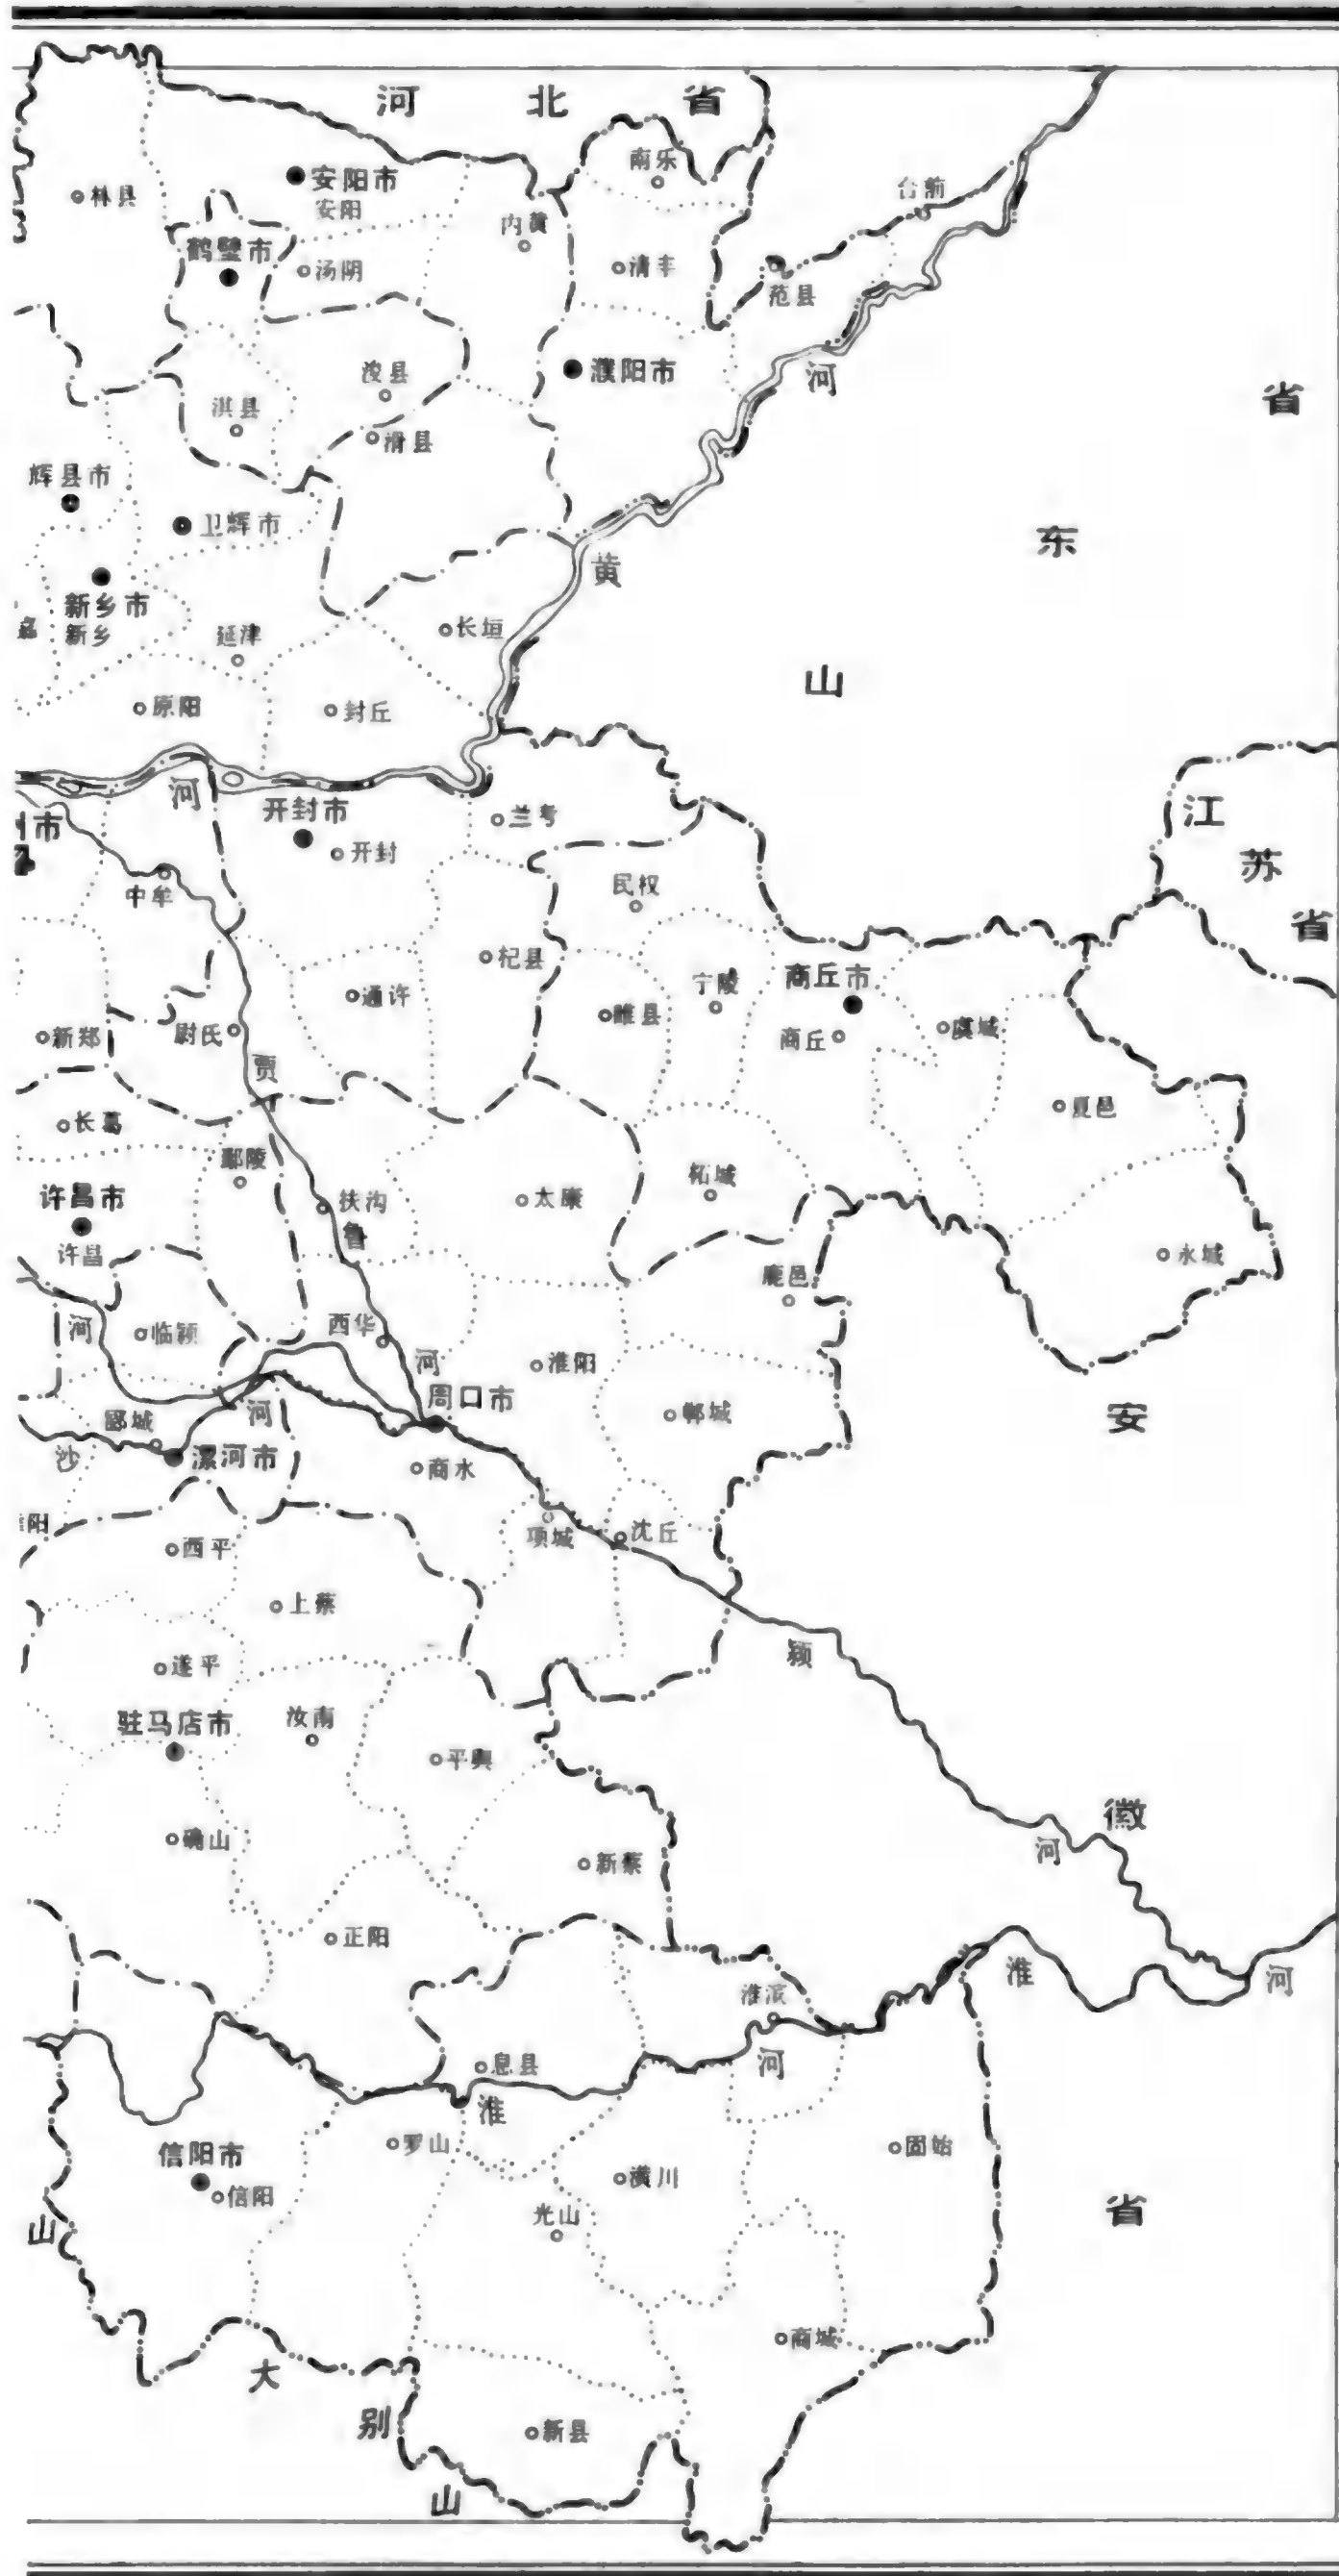 河北省
南乐
台前
林县
安阳市
安阳
内黄
鹤壁市
汤阴
清丰
范县
濮阳市
河
浚县
淇县
滑县
省
辉县市
卫辉市
东
黄
新乡市
新乡
延津
长垣
山
原阳
封丘
河
开封市
兰考
江
苏
省
州市
开封
中牟
民权
杞县
通许
宁陵
商丘市
睢县
虞城
新郑
尉氏
商丘
贾
长葛
夏邑
鄢陵
许昌市
扶沟
太康
柘城
鲁
许昌
永城
鹿邑
河
临颍
西华
河
淮阳
周口市
河
郾城
郸城
安
沙
漯河市
商水
阳
项城
沈丘
西平
上蔡
颍
遂平
驻马店市
汝南
平舆
徽
确山
河
新蔡
正阳
淮
河
淮滨
息县
河
淮
信阳市
罗山
固始
信阳
潢川
山
光山
省
商城
大
别
新县
山